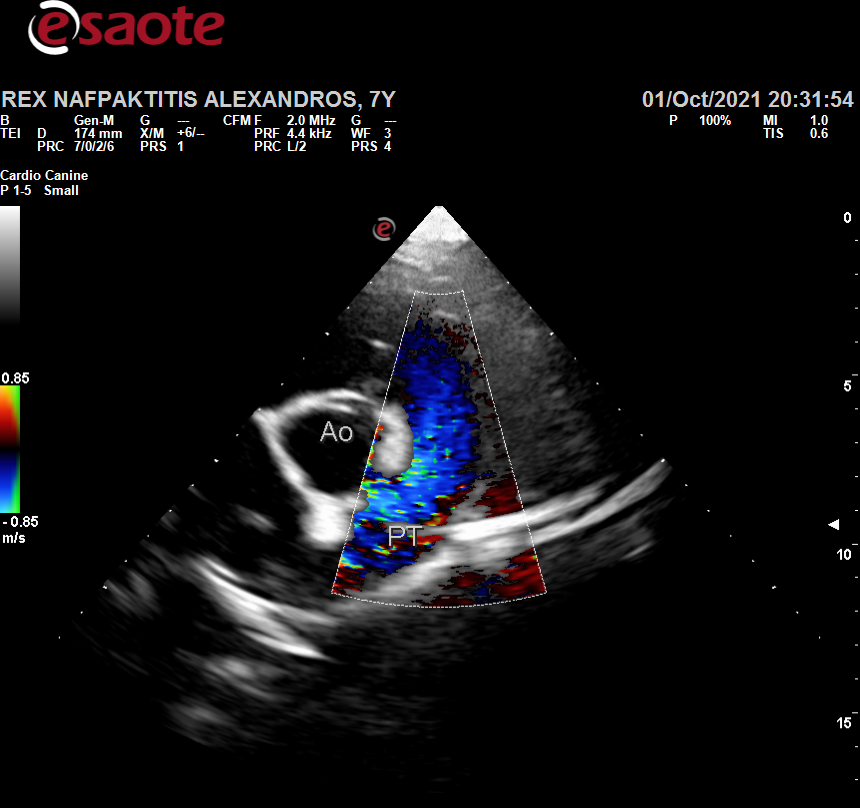 esaote
REX NAFPAKTITIS ALEXANDROS, 7Y 01/Oct/2021 20:31:54
B Gen-M G --- CFM F 2.0 MHz G --- P 100% MI 1.0
TEI D 174 mm X/M +6/-- PRF 4.4 kHz WF 3 TIS 0.6
PRC 7/0/2/6 PRS 1 PRC L/2 PRS 4
Cardio Canine
P 1-5 Small
e
0
0.85
5
Ao
- 0.85
m/s
PT
10
15